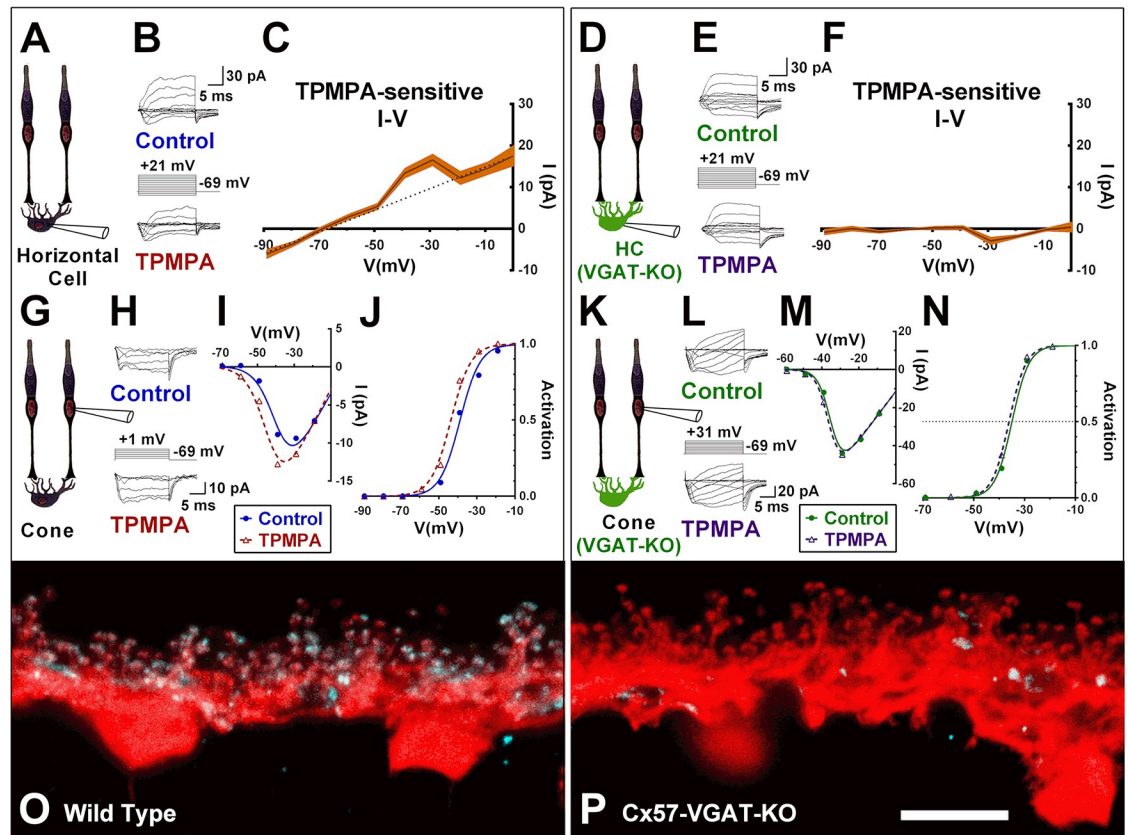 A
B
C
30 pA
5 ms
TPMPA-sensitive
I-V
Control
+21 mV
-69 mV
TPMPA
Horizontal
Cell
30
20
10
0
-10
I (pA)
-90
-70
-50
-30
-10
V(mV)
D
E
F
30 pA
5 ms
TPMPA-sensitive
I-V
Control
+21 mV
-69 mV
TPMPA
HC
(VGAT-KO)
30
20
10
0
-10
I (pA)
-90
-70
-50
-30
-10
V(mV)
G
H
I
J
V(mV)
-70
-50
-30
5
0
-5
-10
-15
I (pA)
Control
+1 mV
-69 mV
10 pA
5 ms
TPMPA
Cone
1.0
0.5
0.0
Activation
-90
-70
-50
-30
-10
V(mV)
Control
TPMPA
K
L
M
N
V(mV)
-60
-40
-20
20
0
-20
-40
-60
I (pA)
Control
+31 mV
-69 mV
20 pA
5 ms
TPMPA
Cone
(VGAT-KO)
1.0
0.5
0.0
Activation
-70
-50
-30
-10
V(mV)
Control
TPMPA
O Wild Type
P Cx57-VGAT-KO